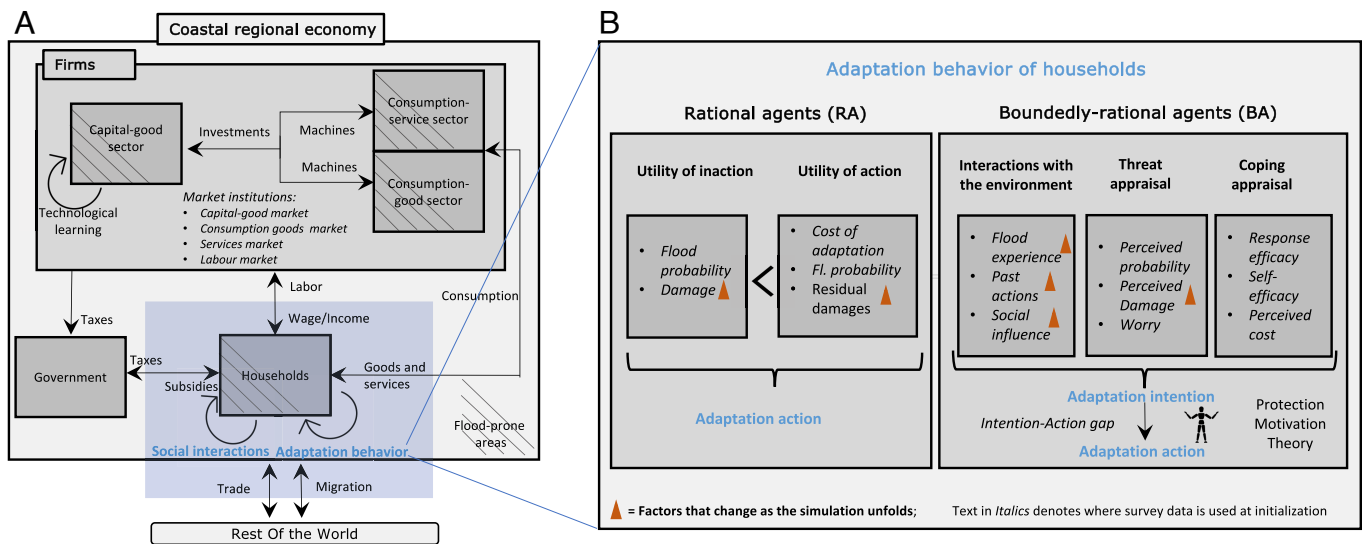 A
Coastal regional economy
Firms
Capital-good
sector
Investments
Machines
Machines
Consumption-
service sector
Consumption-
good sector
Technological
learning
Market institutions:
• Capital-good market
• Consumption goods market
• Services market
• Labour market
Labor
Wage/Income
Consumption
Taxes
Government
Taxes
Subsidies
Households
Goods and
services
Flood-prone
areas
Social interactions
Adaptation behavior
Trade
Migration
Rest Of the World
B
Adaptation behavior of households
Rational agents (RA)
Utility of inaction
Utility of action
• Flood
probability
• Damage
<
• Cost of
adaptation
• Fl. probability
• Residual
damages
Adaptation action
Boundedly-rational agents (BA)
Interactions with
the environment
Threat
appraisal
Coping
appraisal
• Flood
experience
• Past
actions
• Social
influence
• Perceived
probability
• Perceived
Damage
• Worry
• Response
efficacy
• Self-
efficacy
• Perceived
cost
Adaptation intention
Intention-Action gap
Adaptation action
Protection
Motivation
Theory
= Factors that change as the simulation unfolds;
Text in Italics denotes where survey data is used at initialization